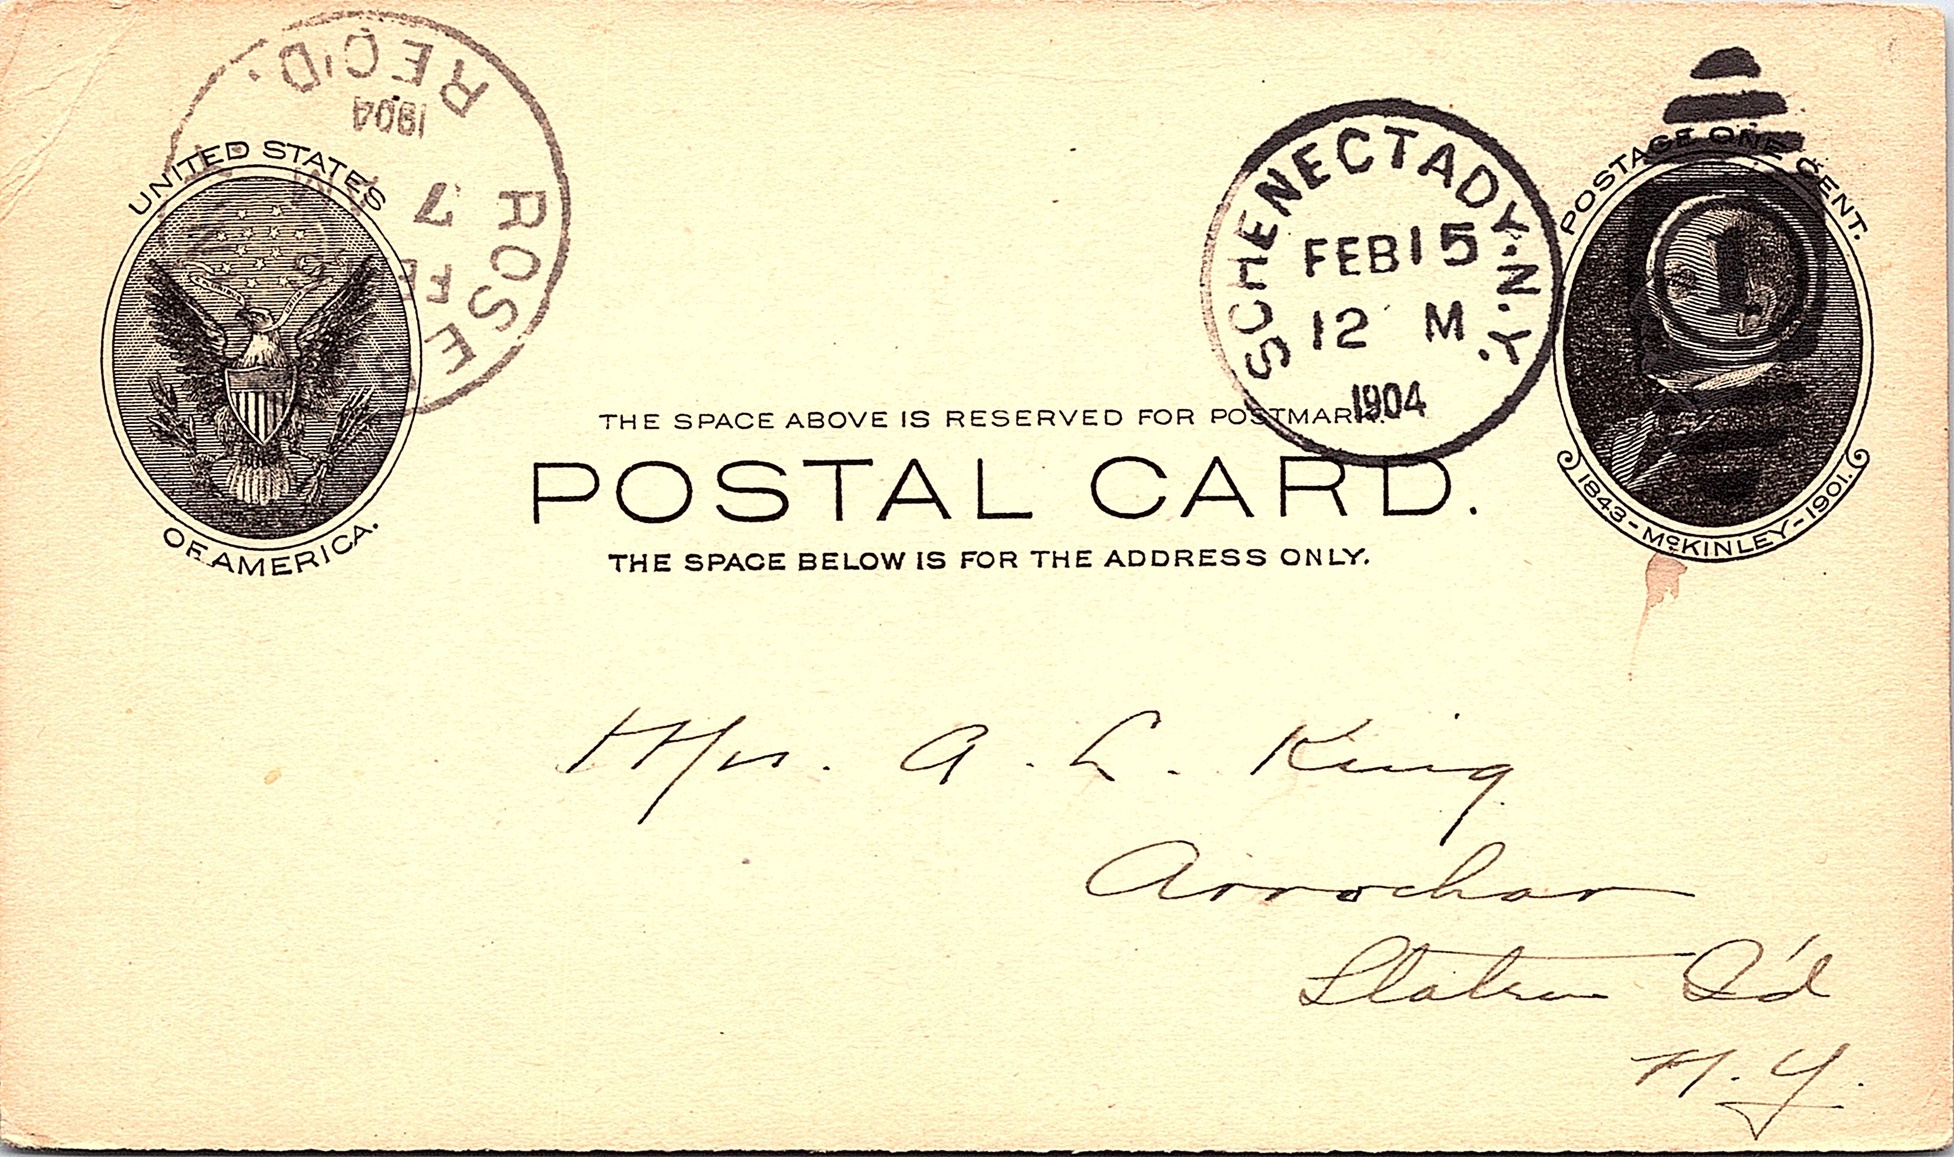 REC'D.
1904
7
FE
ROSE
UNITED STATES
OF AMERICA.
SCHENECTADY.N.Y.
FEB 15
12 M
1904
POSTAGE ONE CENT.
1
1843-McKINLEY-1901.
THE SPACE ABOVE IS RESERVED FOR POSTMARK.
POSTAL CARD.
THE SPACE BELOW IS FOR THE ADDRESS ONLY.
Mrs. A. L. King
Arrochar
Staten I'd
N.Y.